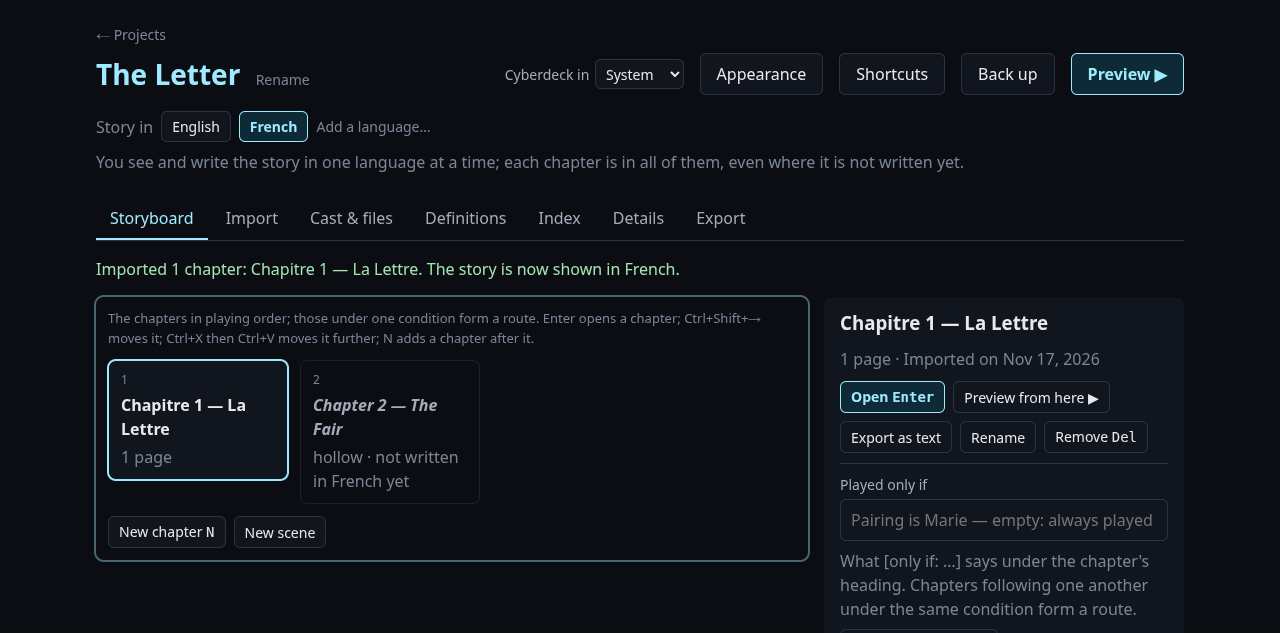 ← Projects
The Letter Rename
Cyberdeck in System Appearance Shortcuts Back up Preview ▶
Story in English French Add a language…
You see and write the story in one language at a time; each chapter is in all of them, even where it is not written yet.
Storyboard Import Cast & files Definitions Index Details Export
Imported 1 chapter: Chapitre 1 — La Lettre. The story is now shown in French.
The chapters in playing order; those under one condition form a route. Enter opens a chapter; Ctrl+Shift+→
moves it; Ctrl+X then Ctrl+V moves it further; N adds a chapter after it.
1
Chapitre 1 — La
Lettre
1 page
2
Chapter 2 — The
Fair
hollow · not written
in French yet
New chapter N New scene
Chapitre 1 — La Lettre
1 page · Imported on Nov 17, 2026
Open Enter Preview from here ▶
Export as text Rename Remove Del
Played only if
Pairing is Marie — empty: always played
What [only if: …] says under the chapter's
heading. Chapters following one another
under the same condition form a route.